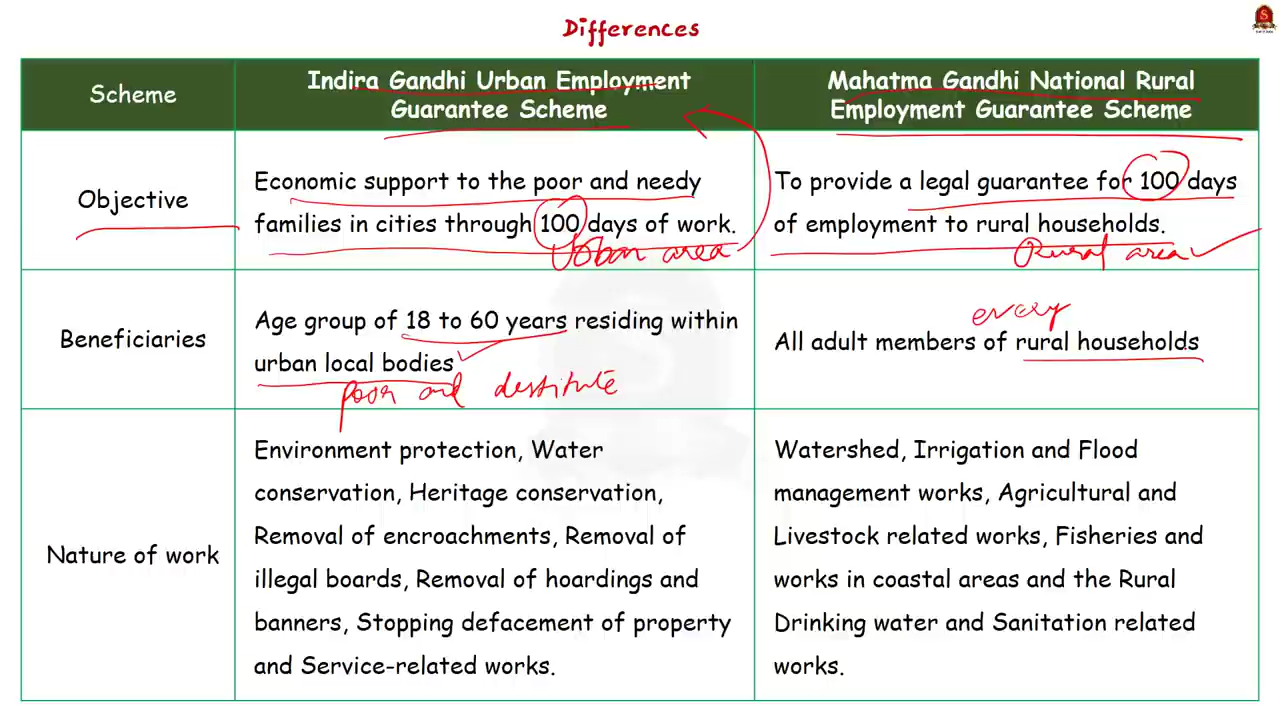 Differences
Scheme
Indira Gandhi Urban Employment
Guarantee Scheme
Mahatma Gandhi National Rural
Employment Guarantee Scheme
Objective
Economic support to the poor and needy
families in cities through 100 days of work.
Urban area
To provide a legal guarantee for 100 days
of employment to rural households.
Rural area
Beneficiaries
Age group of 18 to 60 years residing within
urban local bodies
poor and destitute
every
All adult members of rural households
Nature of work
Environment protection, Water
conservation, Heritage conservation,
Removal of encroachments, Removal of
illegal boards, Removal of hoardings and
banners, Stopping defacement of property
and Service-related works.
Watershed, Irrigation and Flood
management works, Agricultural and
Livestock related works, Fisheries and
works in coastal areas and the Rural
Drinking water and Sanitation related
works.